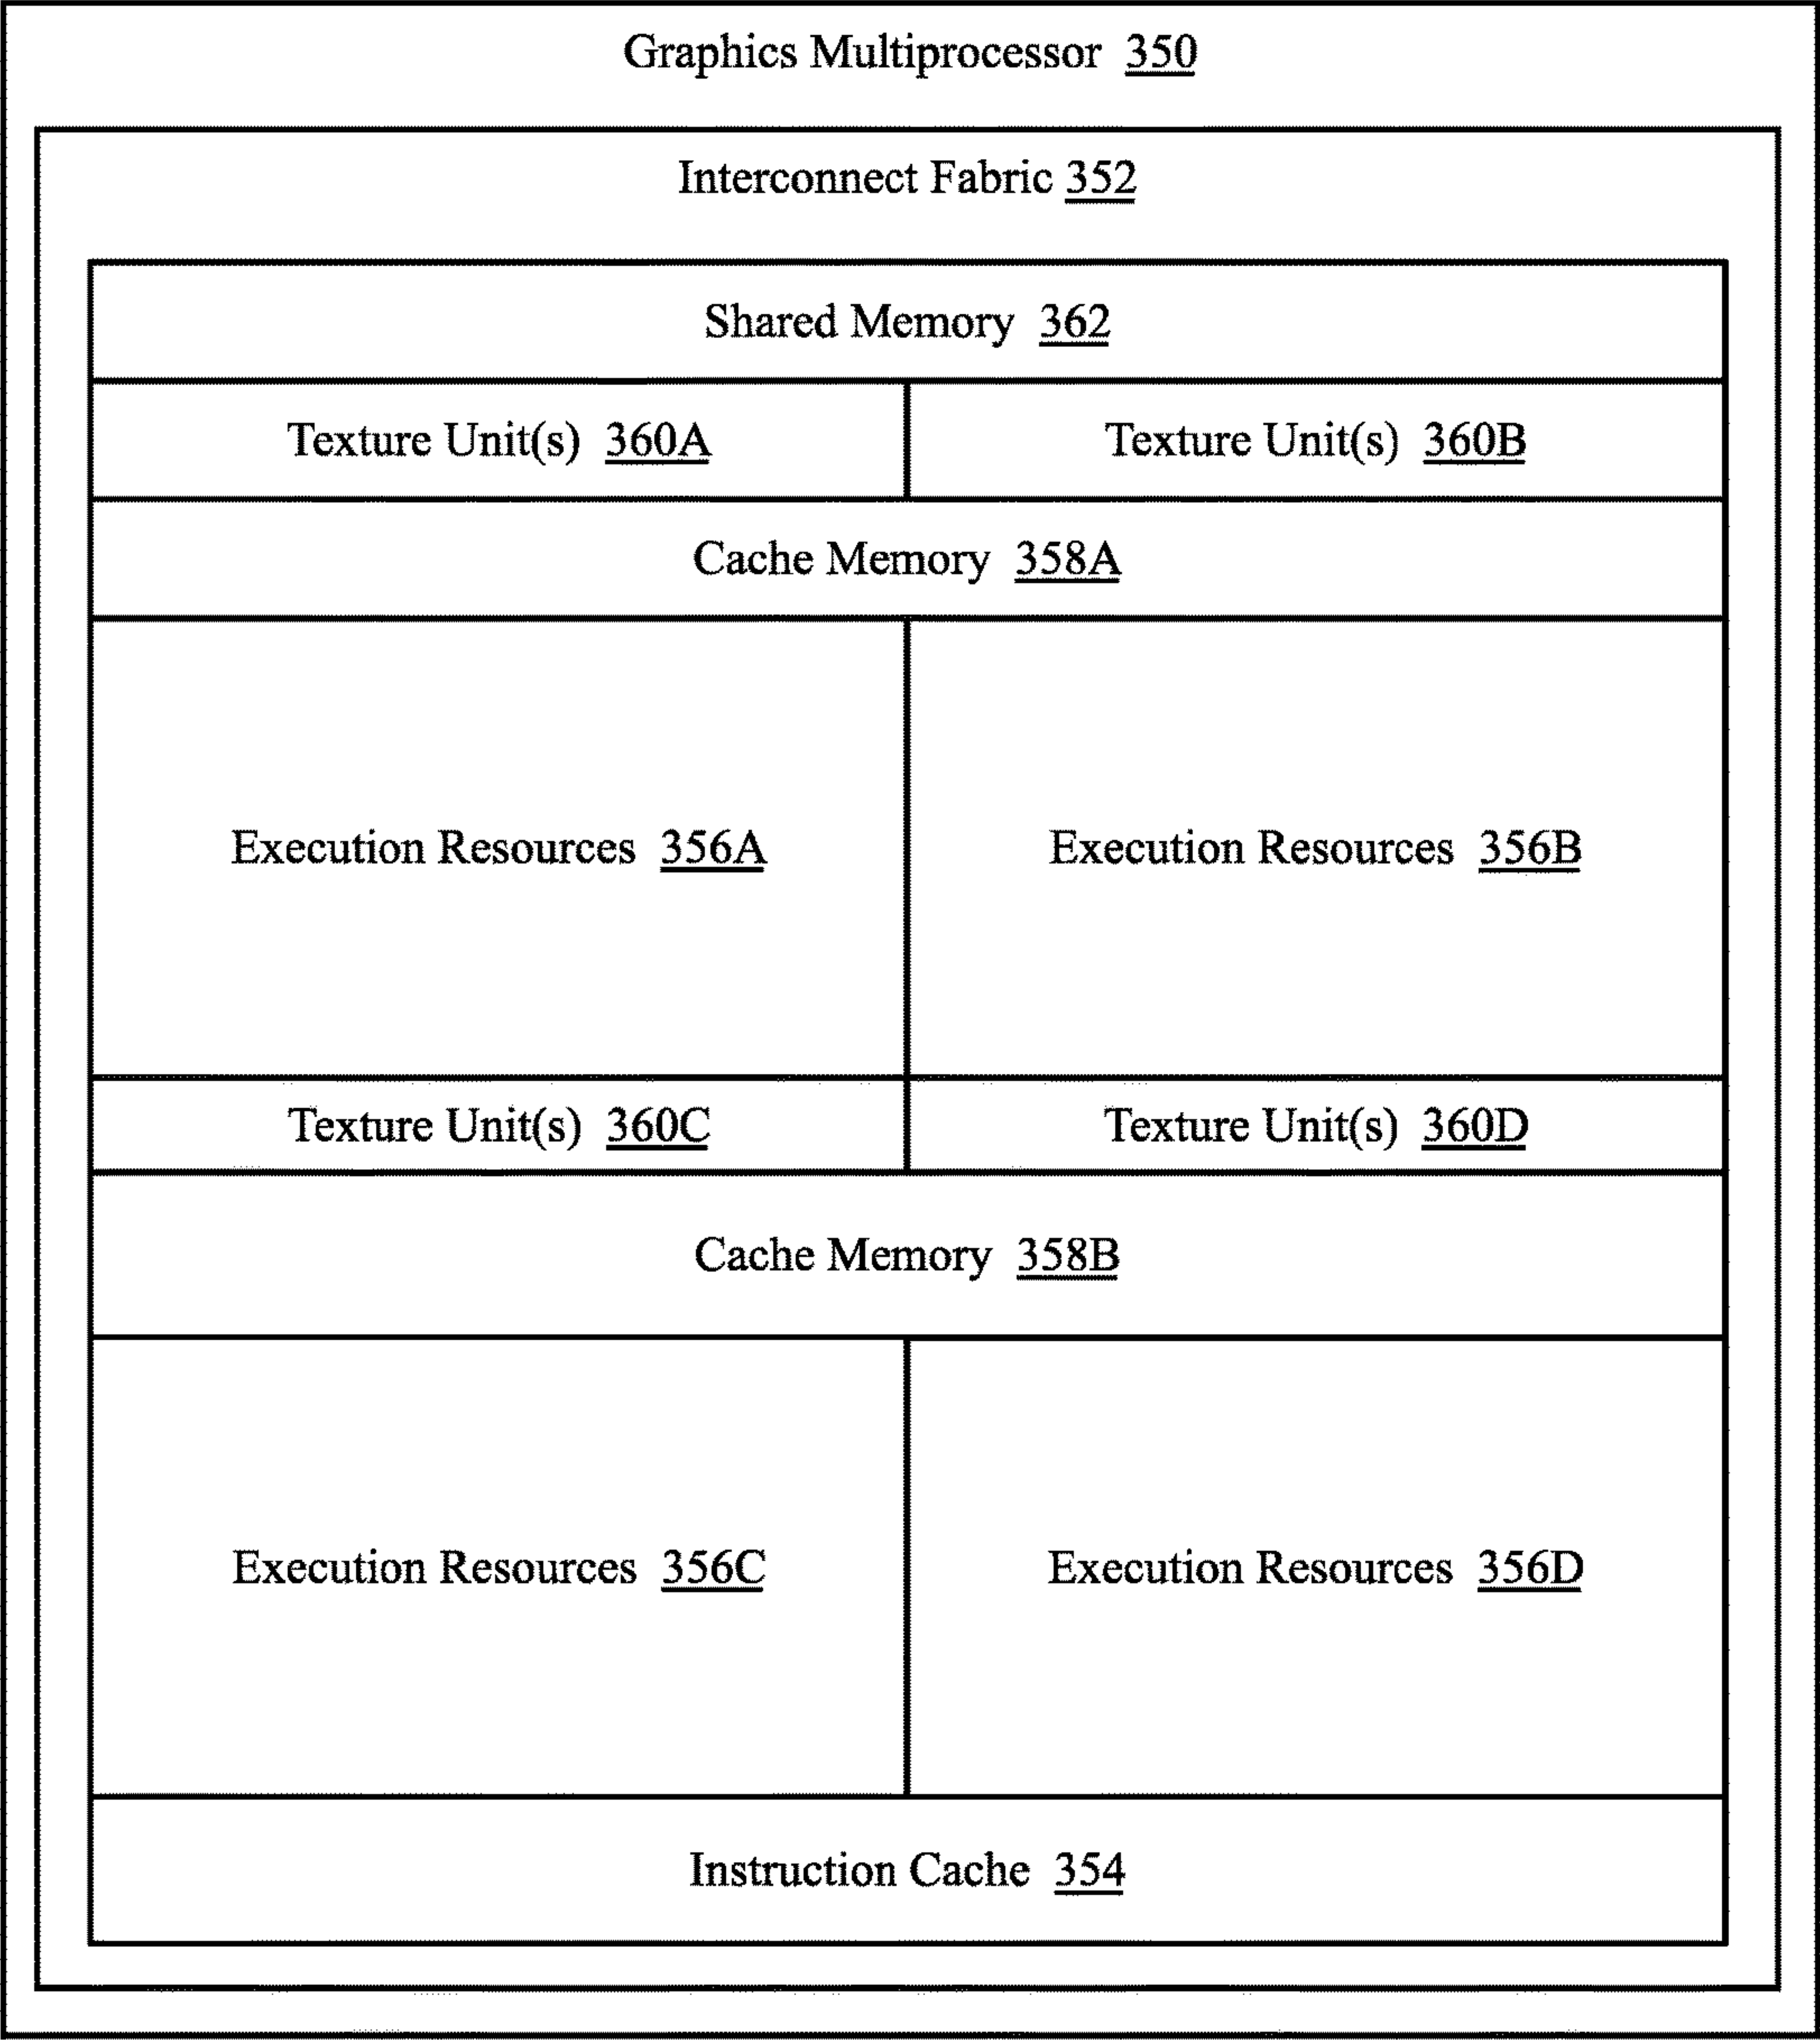 Graphics Multiprocessor 350
Interconnect Fabric 352
Shared Memory 362
Texture Unit(s) 360A
Texture Unit(s) 360B
Cache Memory 358A
Execution Resources 356A
Execution Resources 356B
Texture Unit(s) 360C
Texture Unit(s) 360D
Cache Memory 358B
Execution Resources 356C
Execution Resources 356D
Instruction Cache 354